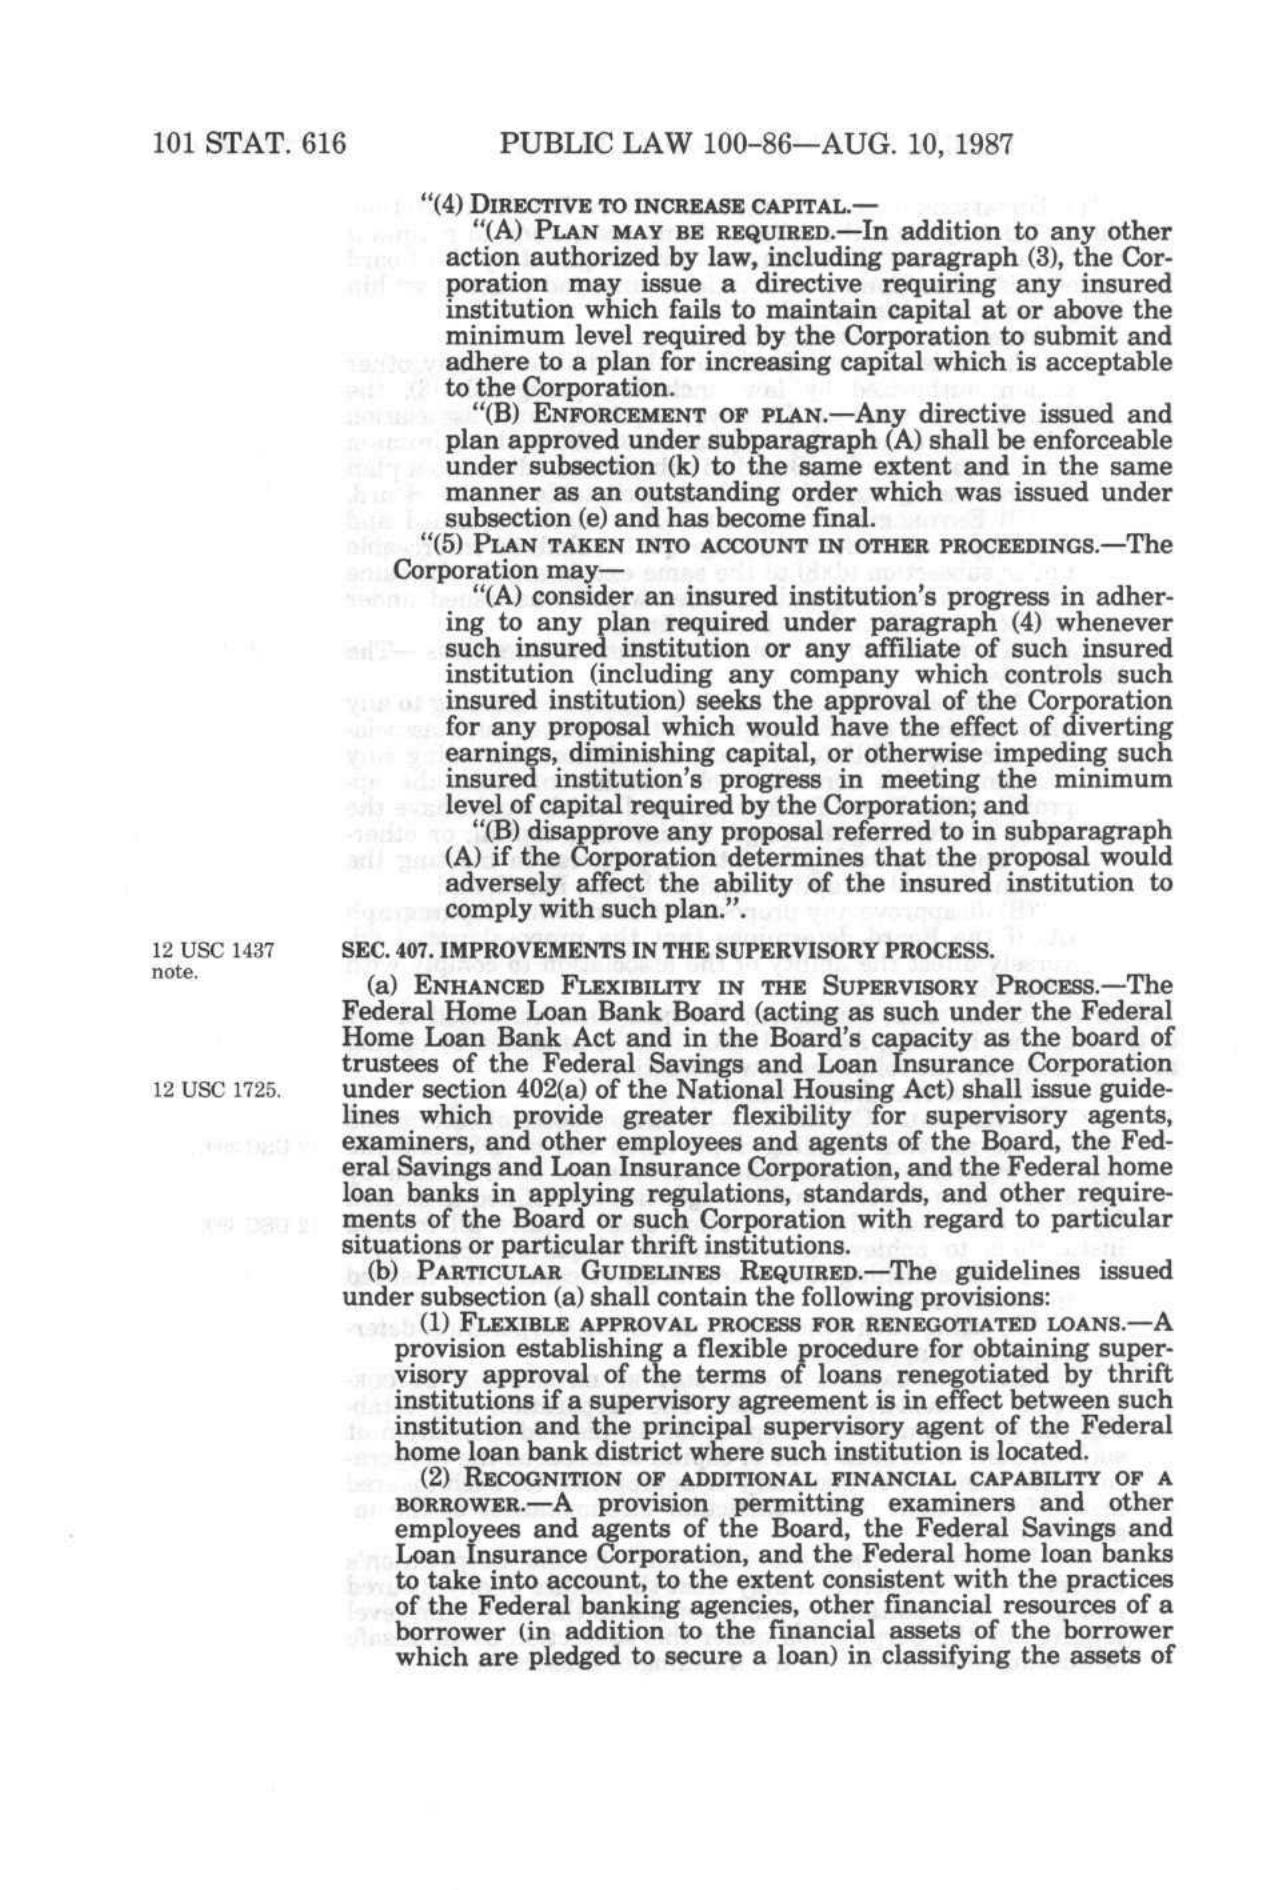 101 STAT. 616 PUBLIC LAW 100-86—AUG. 10, 1987
"(4) DIRECTIVE TO INCREASE CAPITAL.—
"(A) PLAN MAY BE REQUIRED.—In addition to any other
action authorized by law, including paragraph (3), the Cor-
poration may issue a directive requiring any insured
institution which fails to maintain capital at or above the
minimum level required by the Corporation to submit and
adhere to a plan for increasing capital which is acceptable
to the Corporation.
"(B) ENFORCEMENT OF PLAN.—Any directive issued and
plan approved under subparagraph (A) shall be enforceable
under subsection (k) to the same extent and in the same
manner as an outstanding order which was issued under
subsection (e) and has become final.
"(5) PLAN TAKEN INTO ACCOUNT IN OTHER PROCEEDINGS.—The
Corporation may—
"(A) consider an insured institution's progress in adher-
ing to any plan required under paragraph (4) whenever
such insured institution or any affiliate of such insured
institution (including any company which controls such
insured institution) seeks the approval of the Corporation
for any proposal which would have the effect of diverting
earnings, diminishing capital, or otherwise impeding such
insured institution's progress in meeting the minimum
level of capital required by the Corporation; and
"(B) disapprove any proposal referred to in subparagraph
(A) if the Corporation determines that the proposal would
adversely affect the ability of the insured institution to
comply with such plan.".
12 USC 1437
note.
SEC. 407. IMPROVEMENTS IN THE SUPERVISORY PROCESS.
(a) ENHANCED FLEXIBILITY IN THE SUPERVISORY PROCESS.—The
Federal Home Loan Bank Board (acting as such under the Federal
Home Loan Bank Act and in the Board's capacity as the board of
trustees of the Federal Savings and Loan Insurance Corporation
12 USC 1725.
under section 402(a) of the National Housing Act) shall issue guide-
lines which provide greater flexibility for supervisory agents,
examiners, and other employees and agents of the Board, the Fed-
eral Savings and Loan Insurance Corporation, and the Federal home
loan banks in applying regulations, standards, and other require-
ments of the Board or such Corporation with regard to particular
situations or particular thrift institutions.
(b) PARTICULAR GUIDELINES REQUIRED.—The guidelines issued
under subsection (a) shall contain the following provisions:
(1) FLEXIBLE APPROVAL PROCESS FOR RENEGOTIATED LOANS.—A
provision establishing a flexible procedure for obtaining super-
visory approval of the terms of loans renegotiated by thrift
institutions if a supervisory agreement is in effect between such
institution and the principal supervisory agent of the Federal
home loan bank district where such institution is located.
(2) RECOGNITION OF ADDITIONAL FINANCIAL CAPABILITY OF A
BORROWER.—A provision permitting examiners and other
employees and agents of the Board, the Federal Savings and
Loan Insurance Corporation, and the Federal home loan banks
to take into account, to the extent consistent with the practices
of the Federal banking agencies, other financial resources of a
borrower (in addition to the financial assets of the borrower
which are pledged to secure a loan) in classifying the assets of